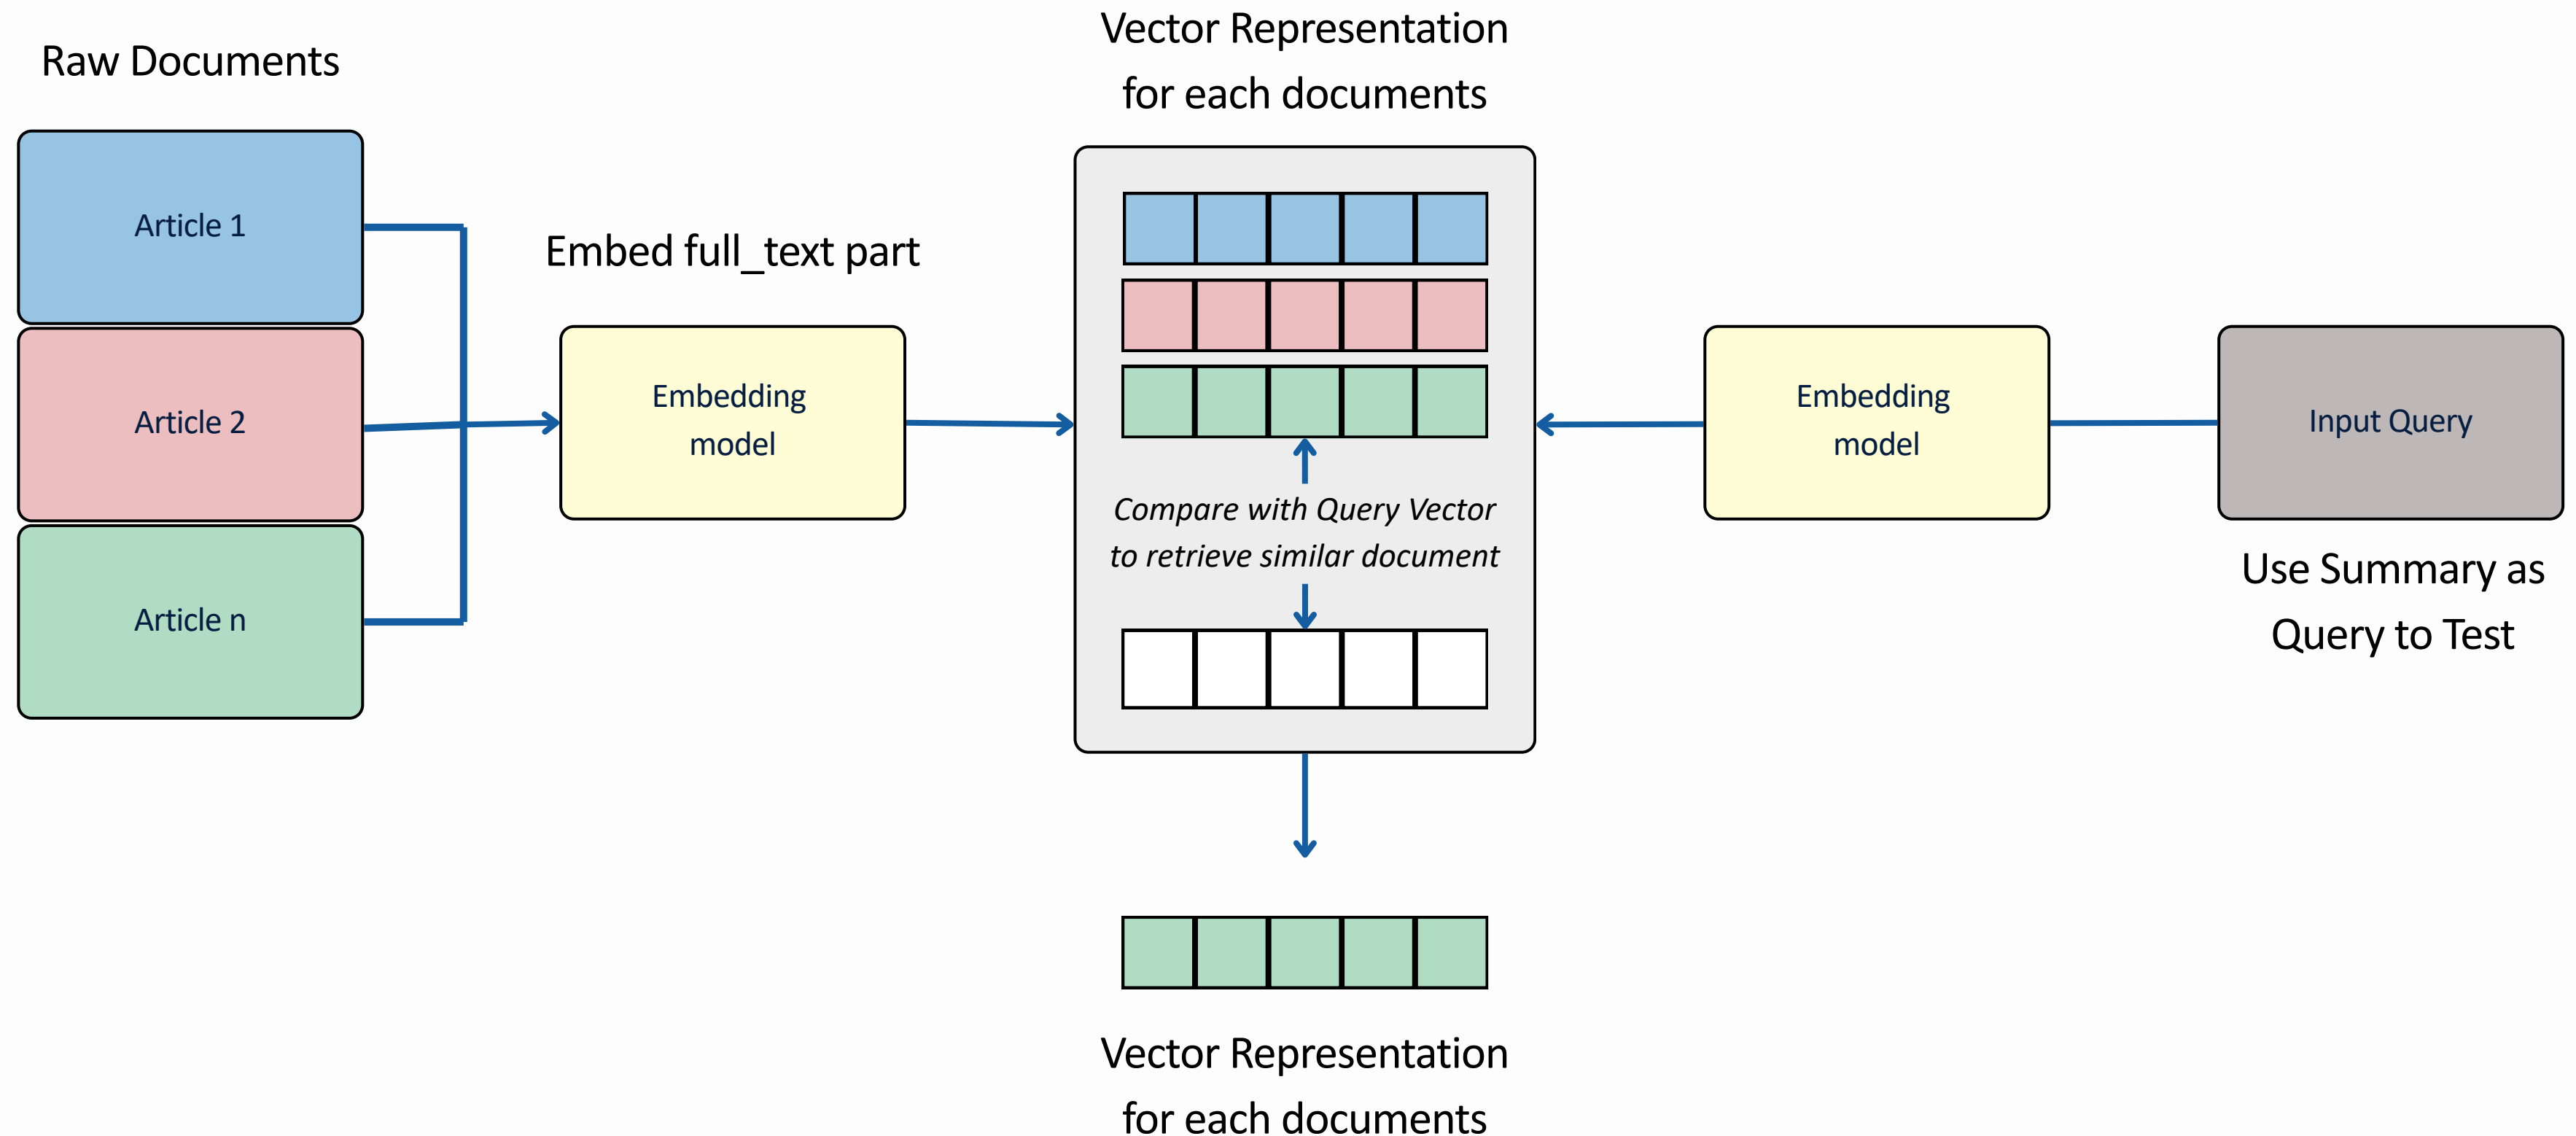 Raw Documents
Article 1
Article 2
Article n
Embed full_text part
Embedding
model
Vector Representation
for each documents
Compare with Query Vector
to retrieve similar document
Embedding
model
Input Query
Use Summary as
Query to Test
Vector Representation
for each documents